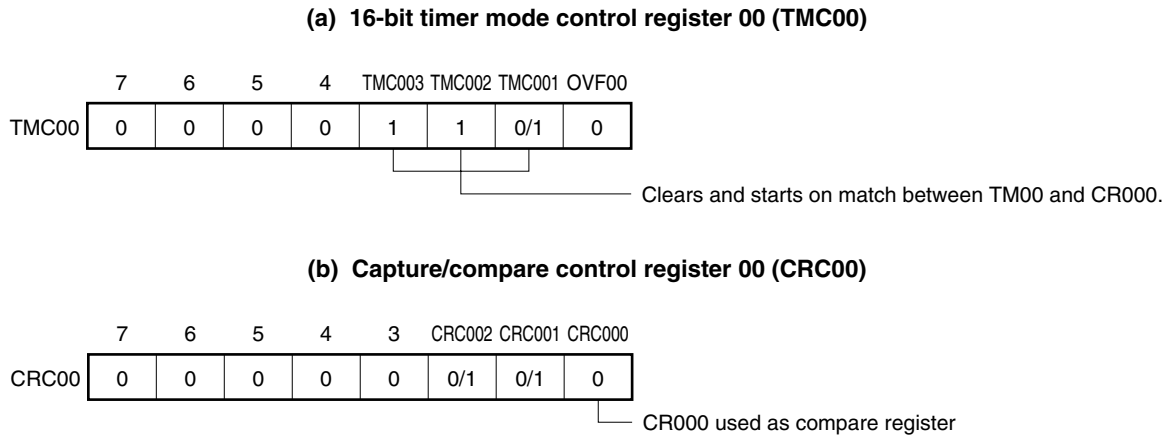 (a) 16-bit timer mode control register 00 (TMC00)
7 6 5 4 TMC003 TMC002 TMC001 OVF00
TMC00 0 0 0 0 1 1 0/1 0
Clears and starts on match between TM00 and CR000.
(b) Capture/compare control register 00 (CRC00)
7 6 5 4 3 CRC002 CRC001 CRC000
CRC00 0 0 0 0 0 0/1 0/1 0
CR000 used as compare register